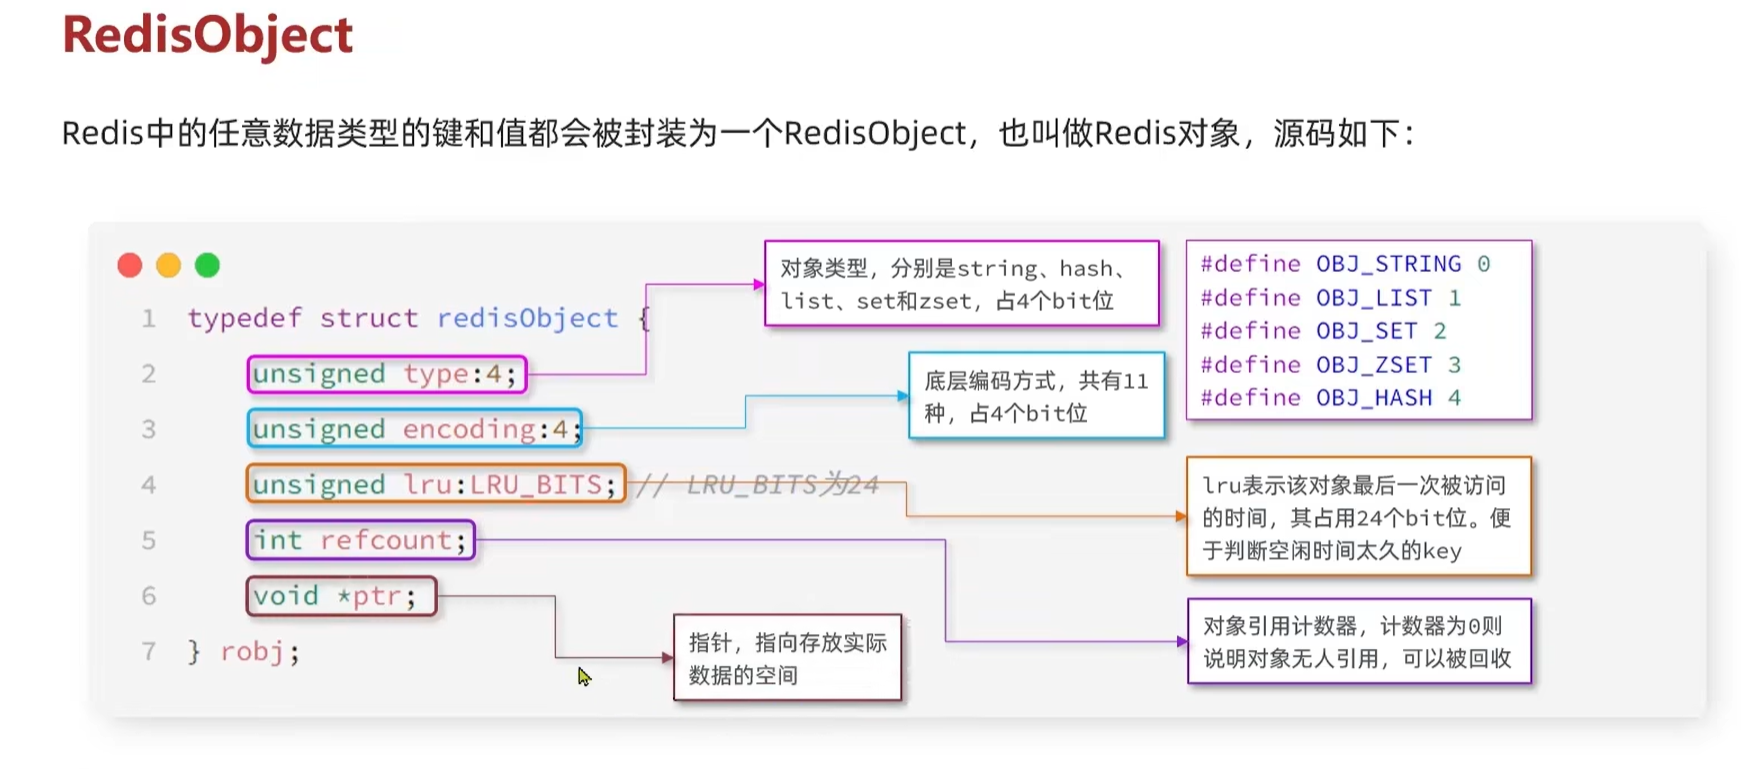 RedisObject
Redis中的任意数据类型的键和值都会被封装为一个RedisObject，也叫做Redis对象，源码如下：
1 typedef struct redisObject {
2 unsigned type:4;
3 unsigned encoding:4;
4 unsigned lru:LRU_BITS; // LRU_BITS为24
5 int refcount;
6 void *ptr;
7 } robj;
对象类型，分别是string、hash、
list、set和zset，占4个bit位
#define OBJ_STRING 0
#define OBJ_LIST 1
#define OBJ_SET 2
#define OBJ_ZSET 3
#define OBJ_HASH 4
底层编码方式，共有11
种，占4个bit位
lru表示该对象最后一次被访问
的时间，其占用24个bit位。便
于判断空闲时间太久的key
对象引用计数器，计数器为0则
说明对象无人引用，可以被回收
指针，指向存放实际
数据的空间